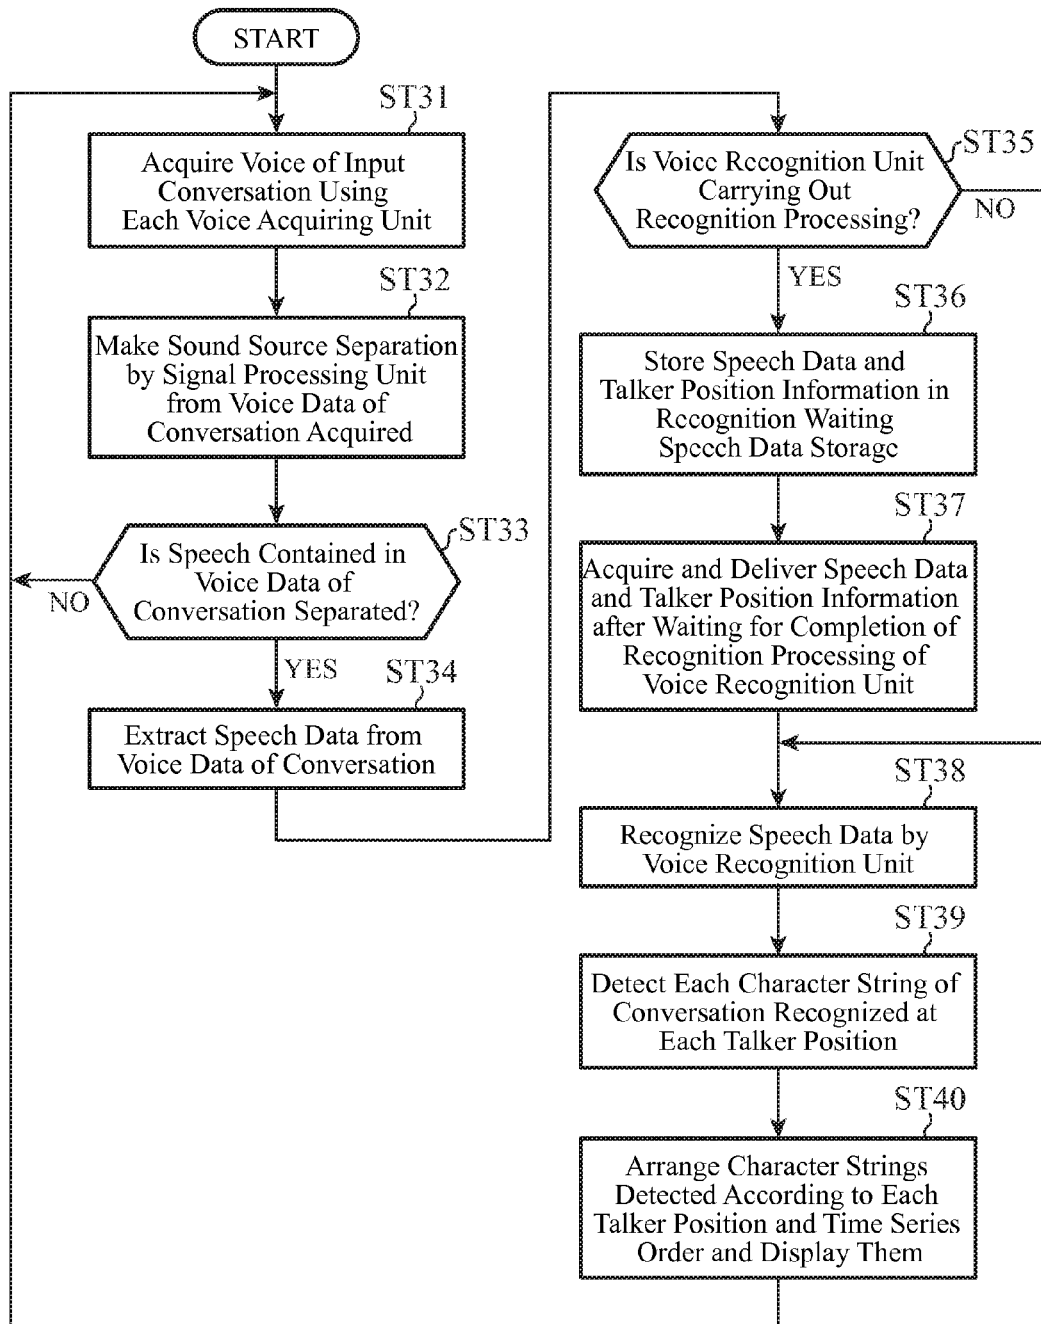 START
ST31
Acquire Voice of Input
Conversation Using
Each Voice Acquiring Unit
ST32
Make Sound Source Separation
by Signal Processing Unit
from Voice Data of
Conversation Acquired
ST33
Is Speech Contained in
Voice Data of
Conversation Separated?
NO
YES
ST34
Extract Speech Data from
Voice Data of Conversation
ST35
Is Voice Recognition Unit
Carrying Out
Recognition Processing?
NO
YES
ST36
Store Speech Data and
Talker Position Information in
Recognition Waiting
Speech Data Storage
ST37
Acquire and Deliver Speech Data
and Talker Position Information
after Waiting for Completion of
Recognition Processing of
Voice Recognition Unit
ST38
Recognize Speech Data by
Voice Recognition Unit
ST39
Detect Each Character String of
Conversation Recognized at
Each Talker Position
ST40
Arrange Character Strings
Detected According to Each
Talker Position and Time Series
Order and Display Them